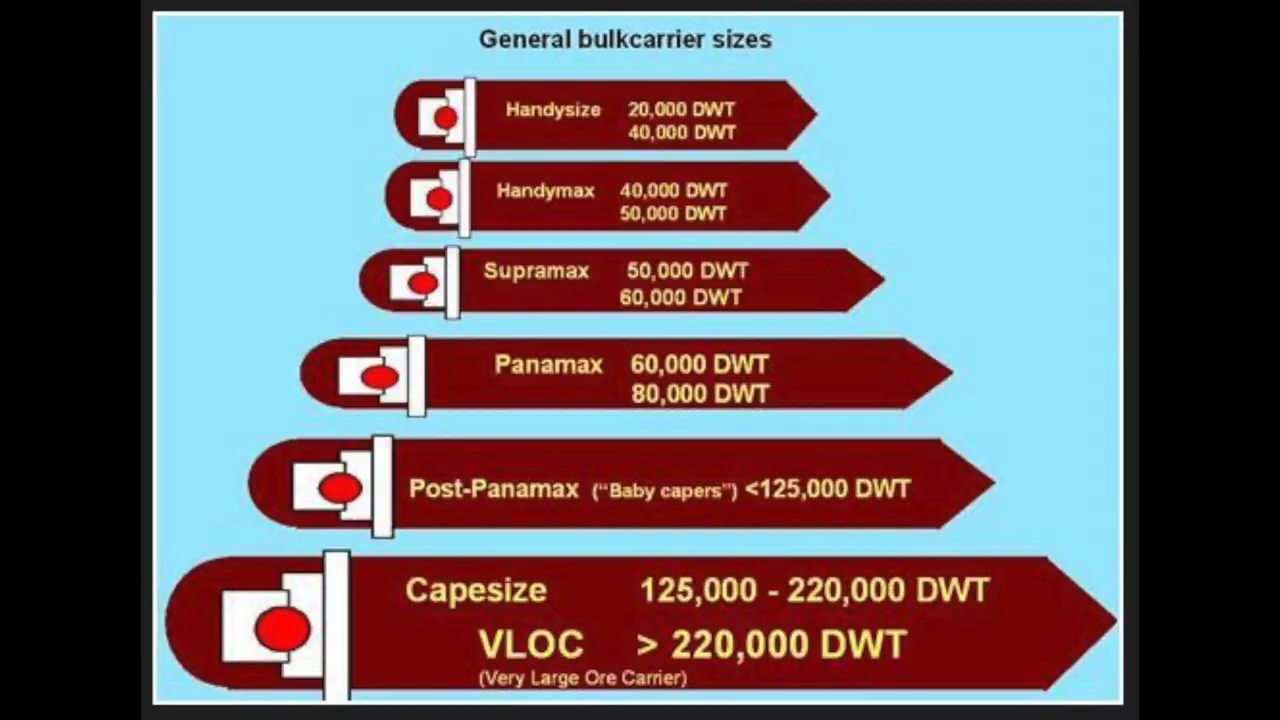 General bulkcarrier sizes
Handysize 20,000 DWT
40,000 DWT
Handymax 40,000 DWT
50,000 DWT
Supramax 50,000 DWT
60,000 DWT
Panamax 60,000 DWT
80,000 DWT
Post-Panamax (“Baby capers”) <125,000 DWT
Capesize 125,000 - 220,000 DWT
VLOC > 220,000 DWT
(Very Large Ore Carrier)